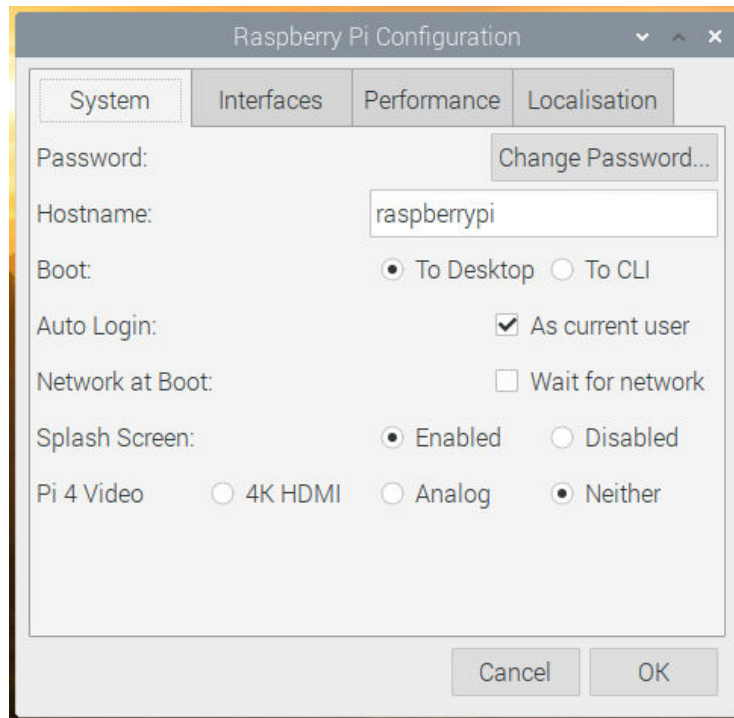 Raspberry Pi Configuration
System Interfaces Performance Localisation
Password: Change Password...
Hostname: raspberrypi
Boot: To Desktop To CLI
Auto Login: As current user
Network at Boot: Wait for network
Splash Screen: Enabled Disabled
Pi 4 Video 4K HDMI Analog Neither
Cancel OK